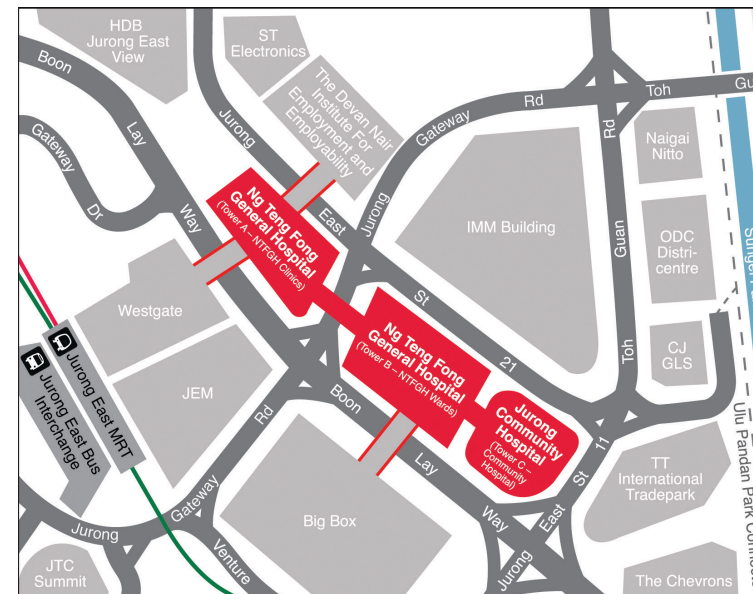 HDB
Jurong East
View
ST
Electronics
The Devan Nair
Institute For
Employment and
Employability
Boon
Lay
Way
Gateway
Dr
Jurong
East
St
21
Jurong
Gateway
Rd
Toh
Guan
Rd
Toh
Naigai
Nitto
IMM Building
ODC
Distri-
centre
CJ
GLS
Ng Teng Fong
General Hospital
(Tower A – NTFGH Clinics)
Ng Teng Fong
General Hospital
(Tower B – NTFGH Wards)
Jurong
Community
Hospital
(Tower C –
Community
Hospital)
Westgate
JEM
Jurong East MRT
Jurong East Bus
Interchange
Rd
Gateway
Jurong
Boon
Lay
Way
Big Box
Venture
JTC
Summit
Jurong
East
St
11
TT
International
Tradepark
The Chevrons
Ulu Pandan Park